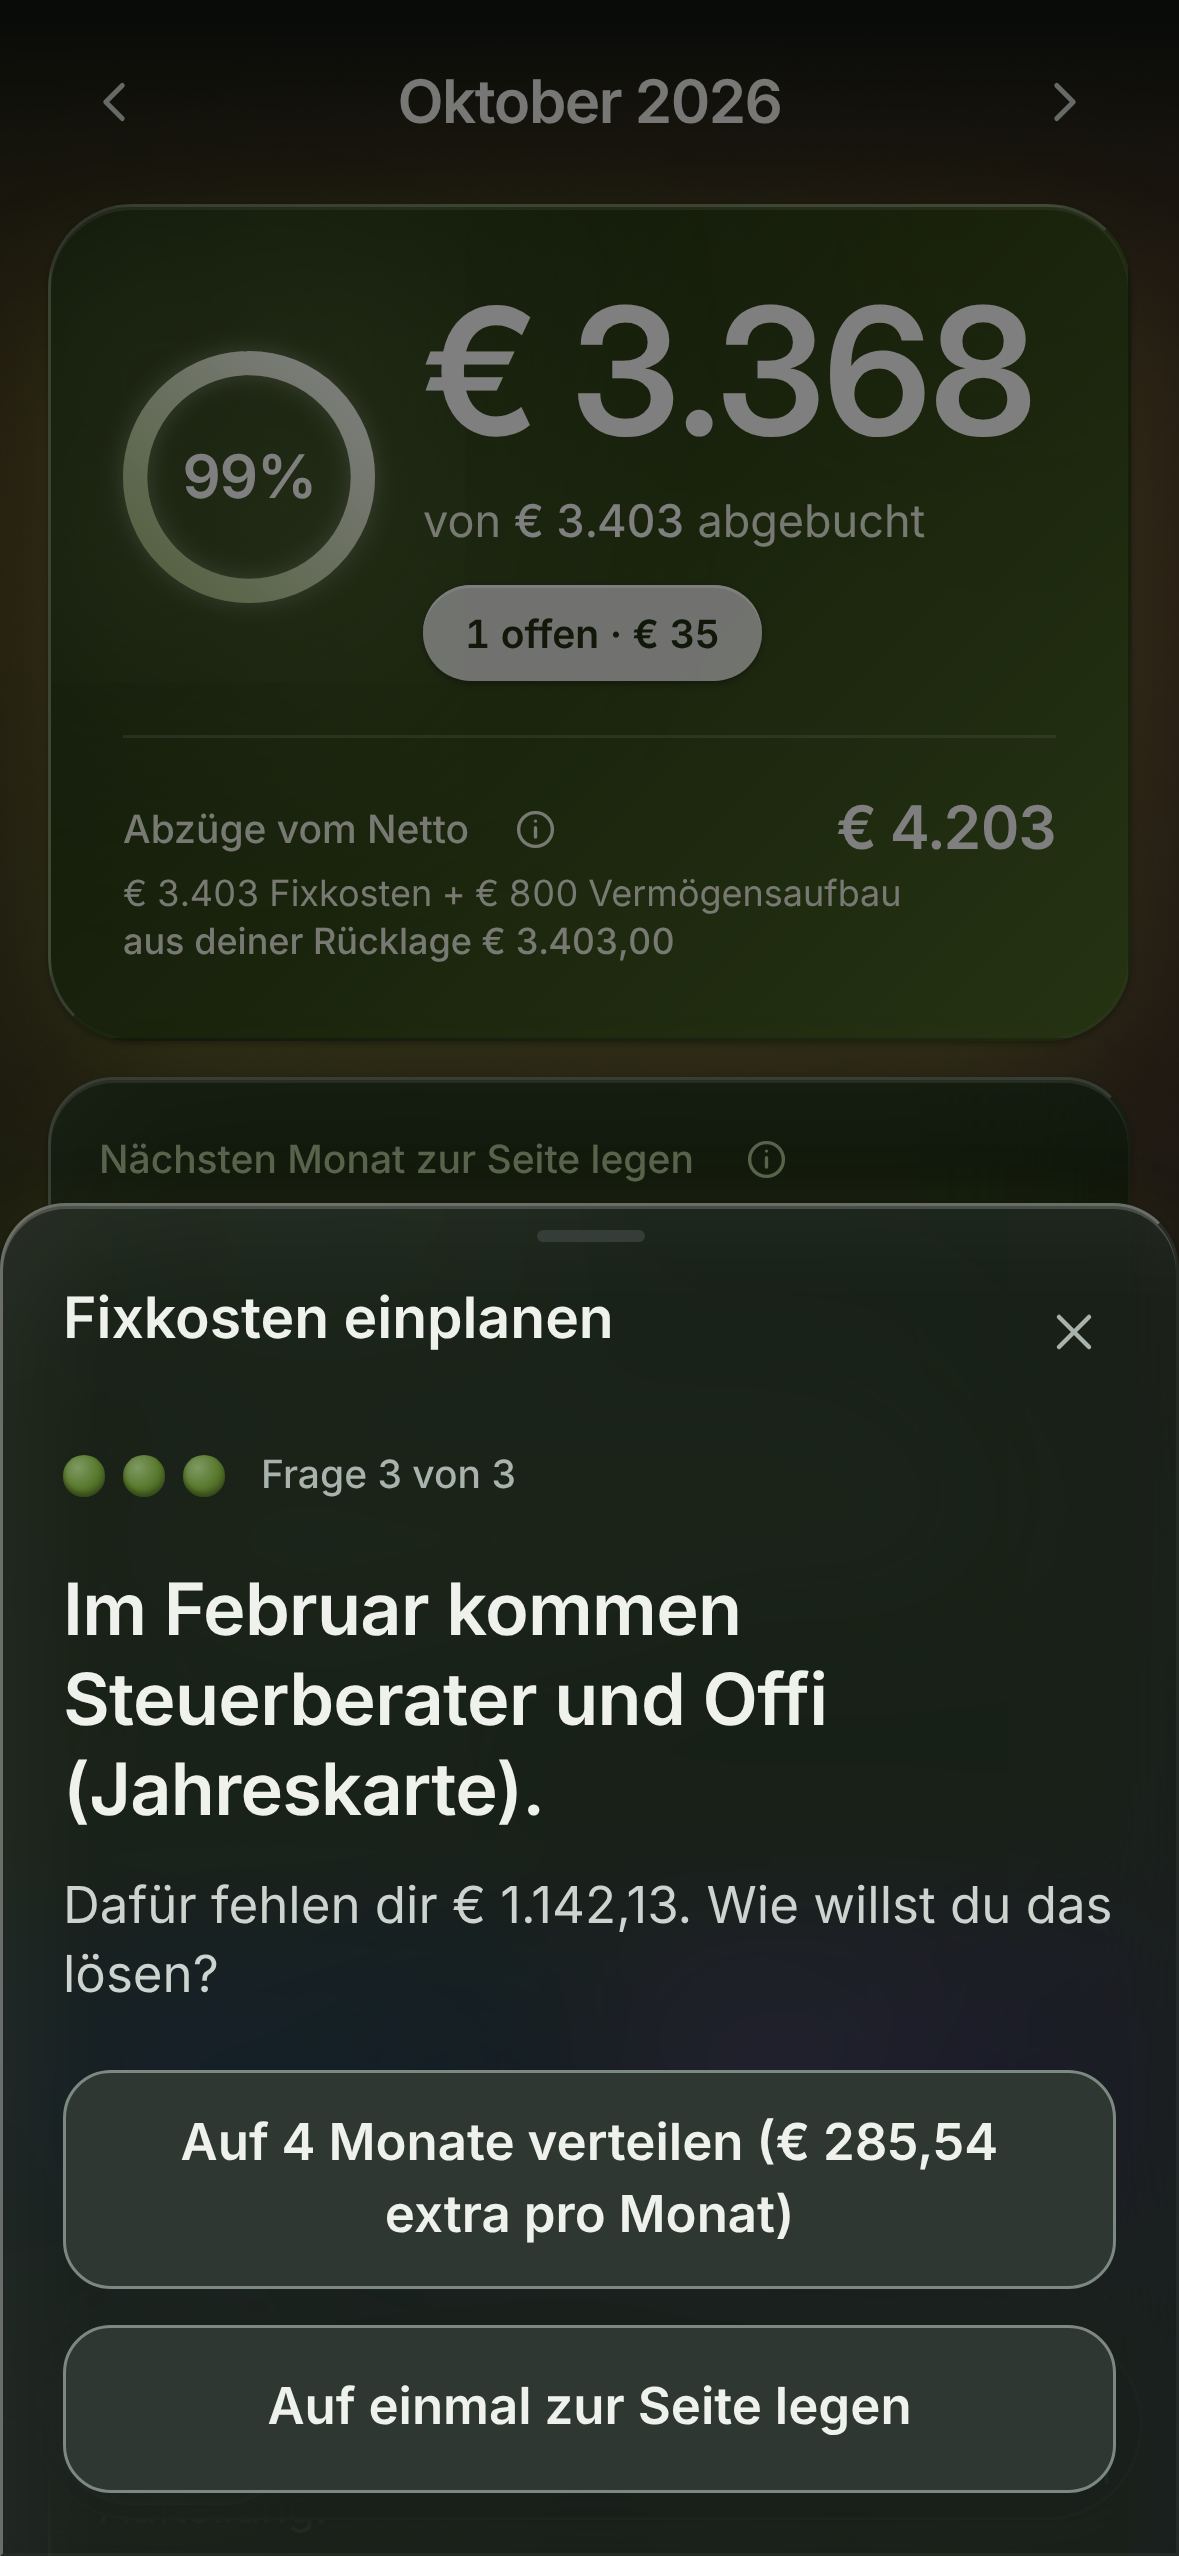 Oktober 2026
€ 3.368
99%
von € 3.403 abgebucht
1 offen · € 35
Abzüge vom Netto
€ 4.203
€ 3.403 Fixkosten + € 800 Vermögensaufbau
aus deiner Rücklage € 3.403,00
Nächsten Monat zur Seite legen
Fixkosten einplanen
Frage 3 von 3
Im Februar kommen
Steuerberater und Offi
(Jahreskarte).
Dafür fehlen dir € 1.142,13. Wie willst du das
lösen?
Auf 4 Monate verteilen (€ 285,54
extra pro Monat)
Auf einmal zur Seite legen